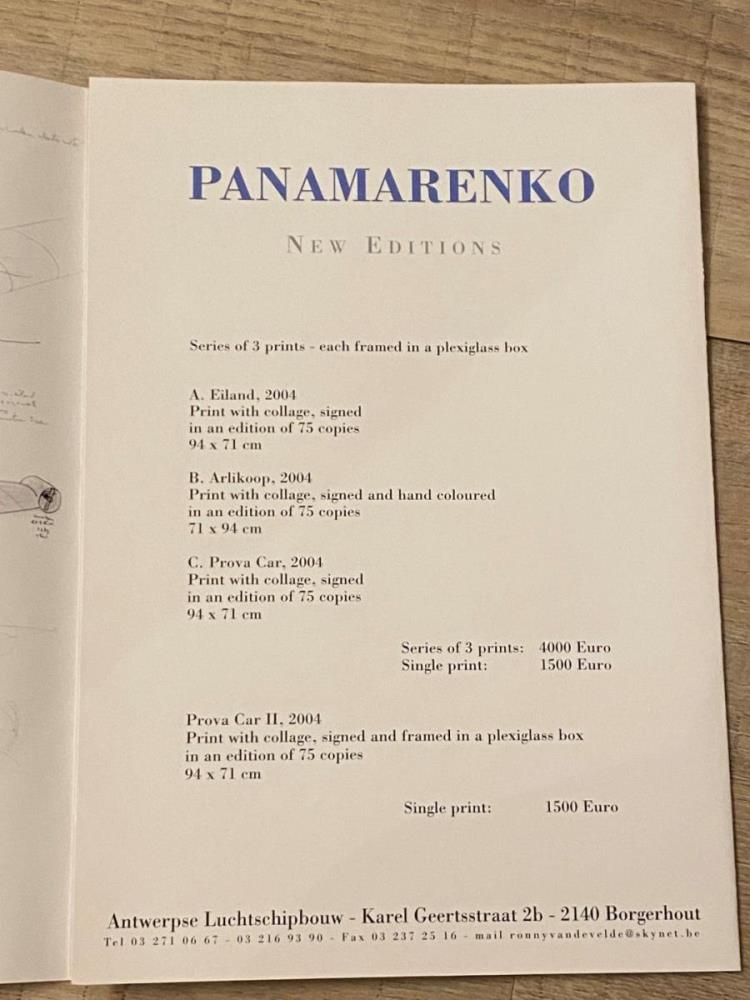 PANAMARENKO
NEW EDITIONS
Series of 3 prints - each framed in a plexiglass box
A. Eiland, 2004
Print with collage, signed
in an edition of 75 copies
94 x 71 cm
B. Arlikoop, 2004
Print with collage, signed and hand coloured
in an edition of 75 copies
71 x 94 cm
C. Prova Car, 2004
Print with collage, signed
in an edition of 75 copies
94 x 71 cm
Series of 3 prints: 4000 Euro
Single print: 1500 Euro
Prova Car II, 2004
Print with collage, signed and framed in a plexiglass box
in an edition of 75 copies
94 x 71 cm
Single print: 1500 Euro
Antwerpse Luchtschipbouw - Karel Geertsstraat 2b - 2140 Borgerhout
Tel 03 271 06 67 - 03 216 93 90 - Fax 03 237 25 16 - mail ronnyvandevelde@skynet.be